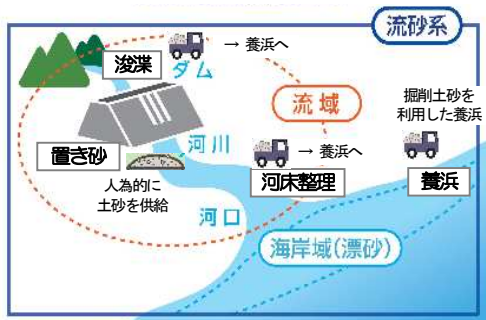 流砂系
浚渫
→ 養浜へ
ダム
流域
掘削土砂を
利用した養浜
置き砂
河川
→ 養浜へ
人為的に
土砂を供給
河床整理
養浜
河口
海岸域(漂砂)